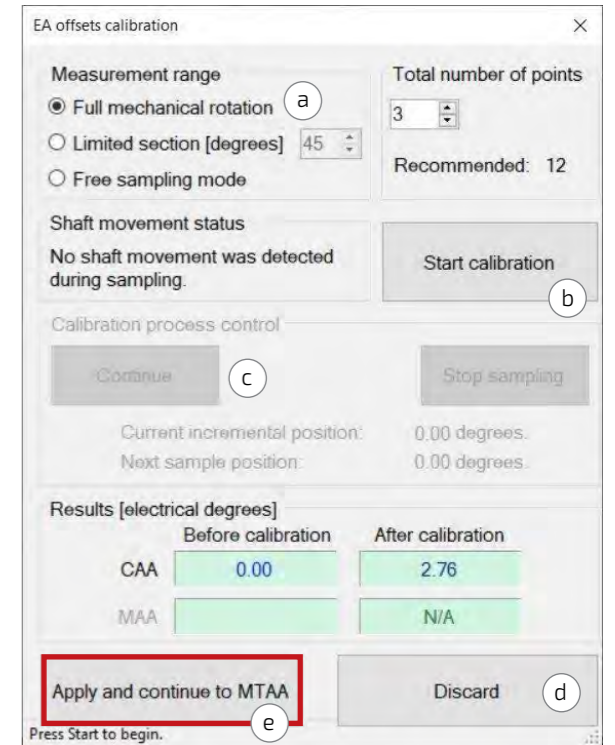 EA offsets calibration
Measurement range
Full mechanical rotation
a
Limited section [degrees] 45
Free sampling mode
Total number of points
3
Recommended: 12
Shaft movement status
No shaft movement was detected
during sampling.
Start calibration
b
Calibration process control
Continue
c
Stop sampling
Current incremental position: 0.00 degrees.
Next sample position: 0.00 degrees.
Results [electrical degrees]
Before calibration After calibration
CAA 0.00 2.76
MAA N/A
Apply and continue to MTAA
e
Discard
d
Press Start to begin.